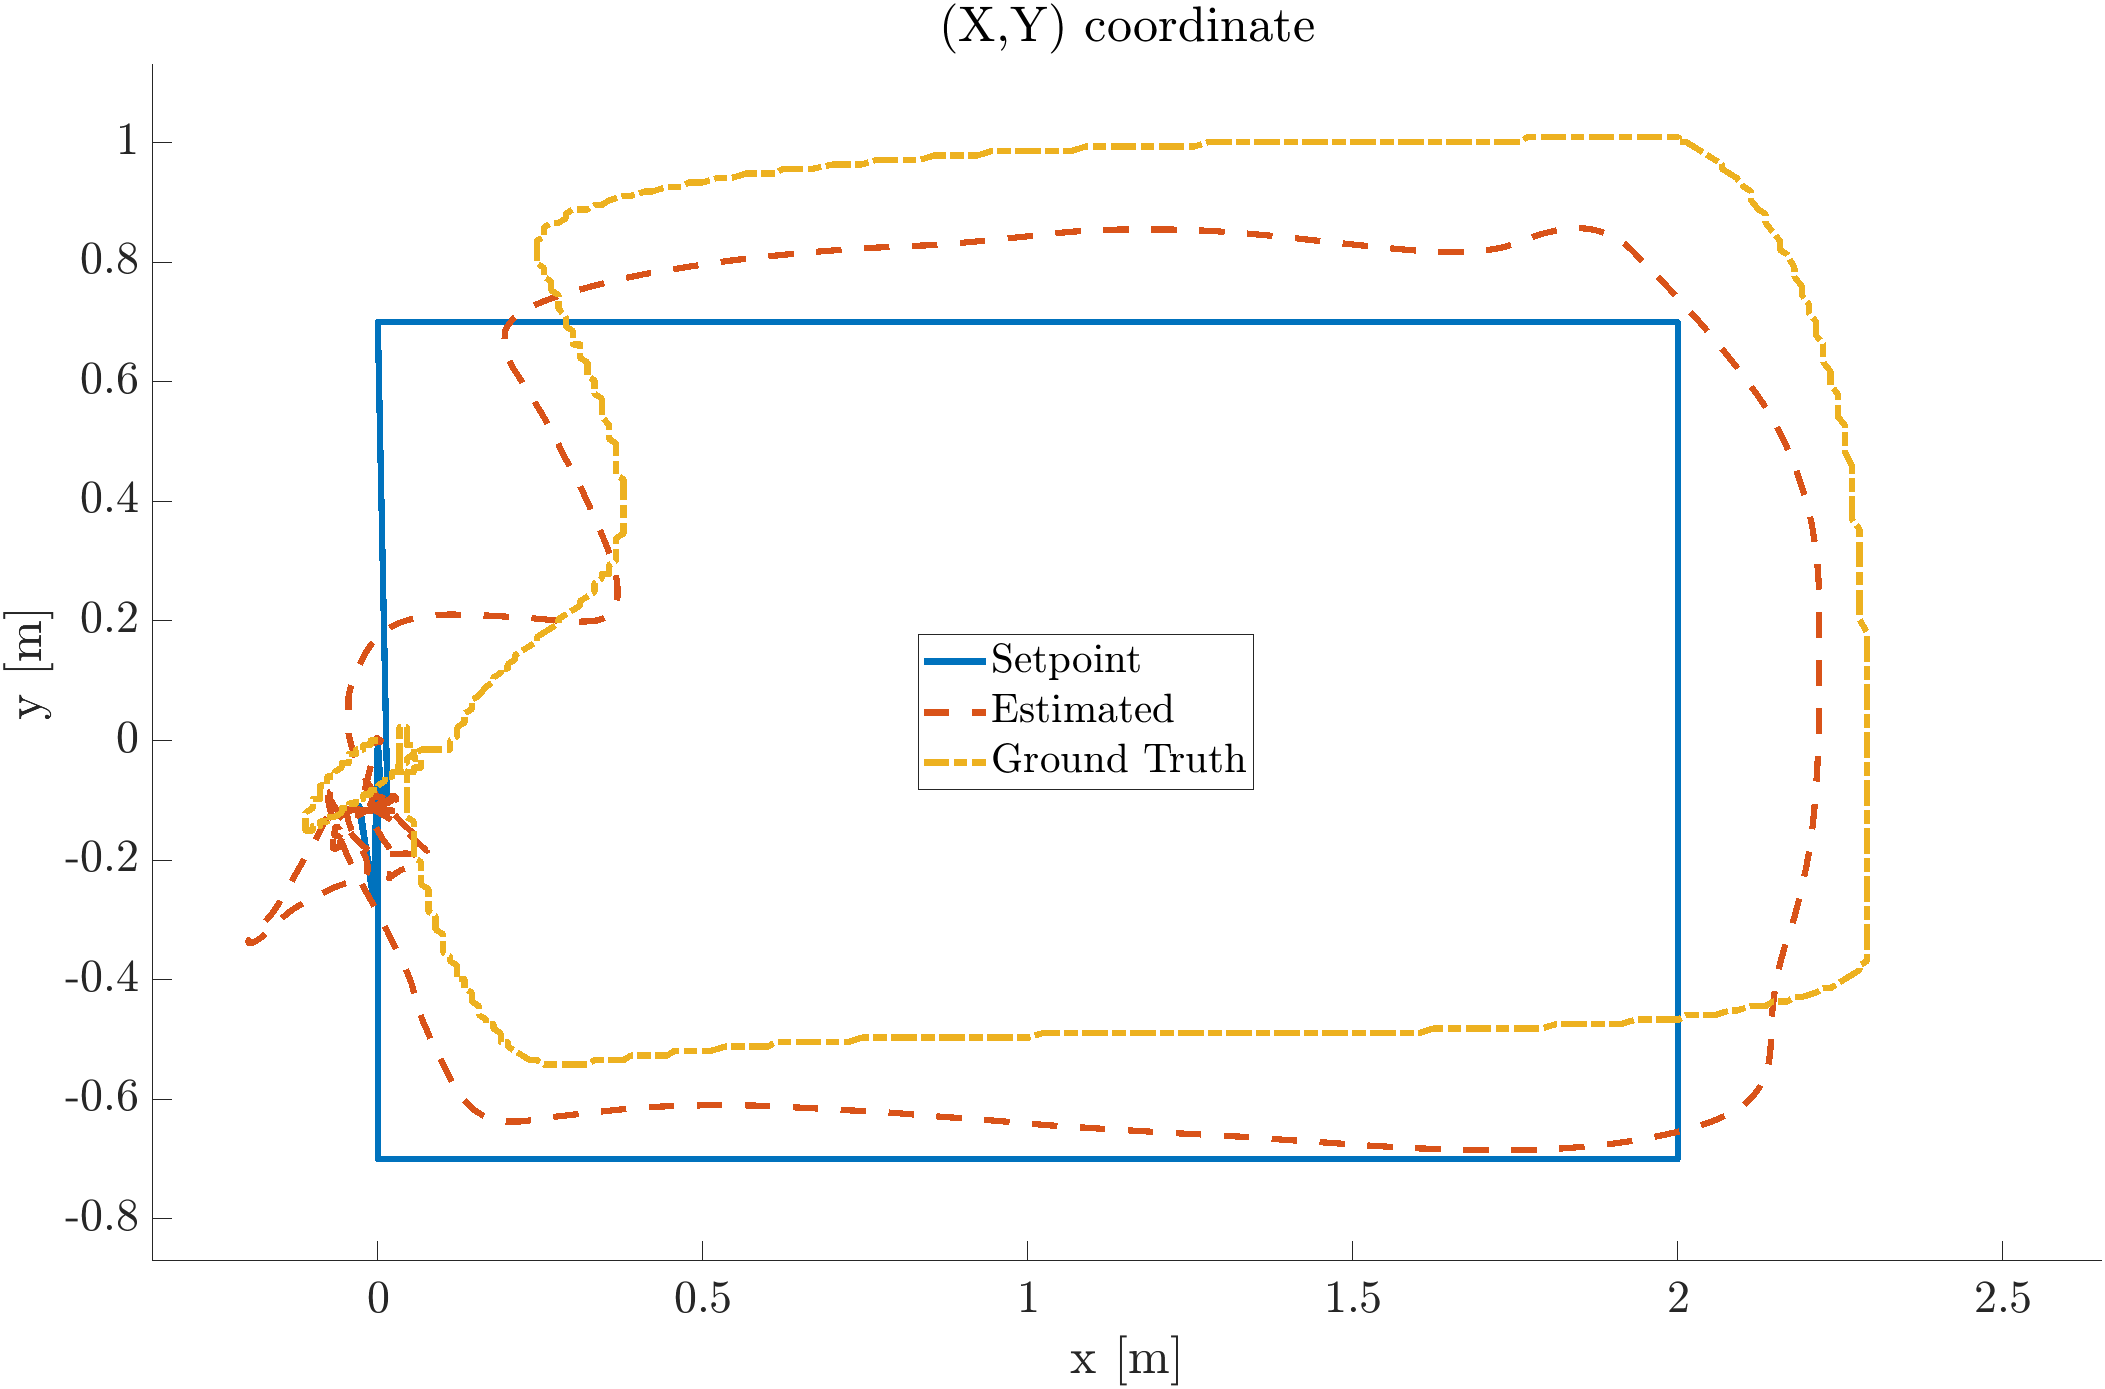 (X,Y) coordinate
1
0.8
0.6
0.4
0.2
0
-0.2
-0.4
-0.6
-0.8
y [m]
Setpoint
Estimated
Ground Truth
0 0.5 1 1.5 2 2.5
x [m]